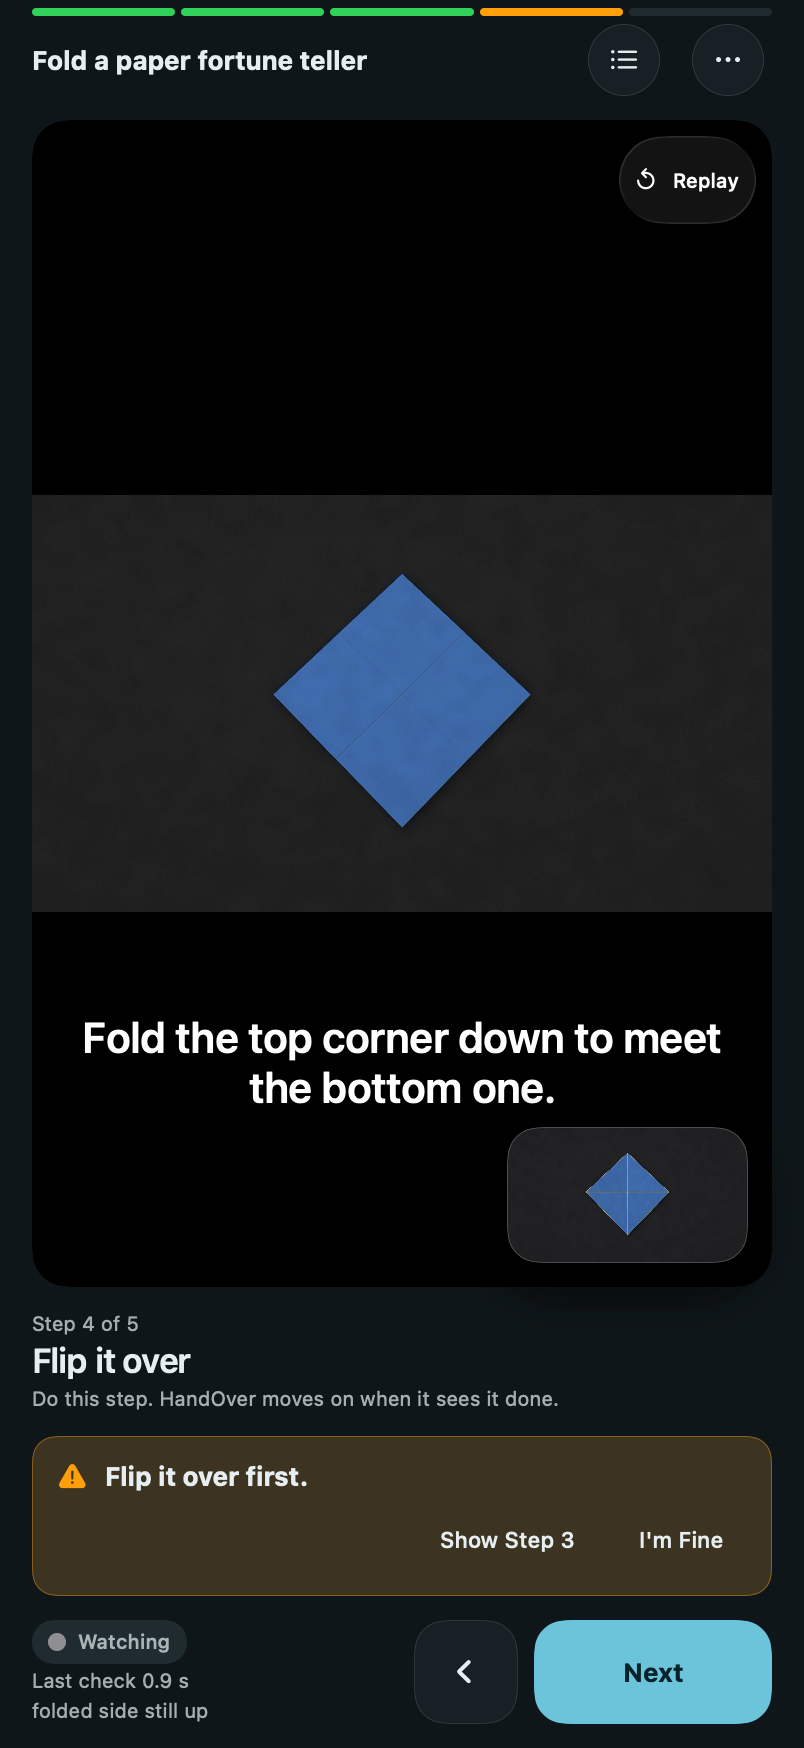 Fold a paper fortune teller
Replay
Fold the top corner down to meet
the bottom one.
Step 4 of 5
Flip it over
Do this step. HandOver moves on when it sees it done.
Flip it over first.
Show Step 3
I'm Fine
Watching
Last check 0.9 s
folded side still up
Next